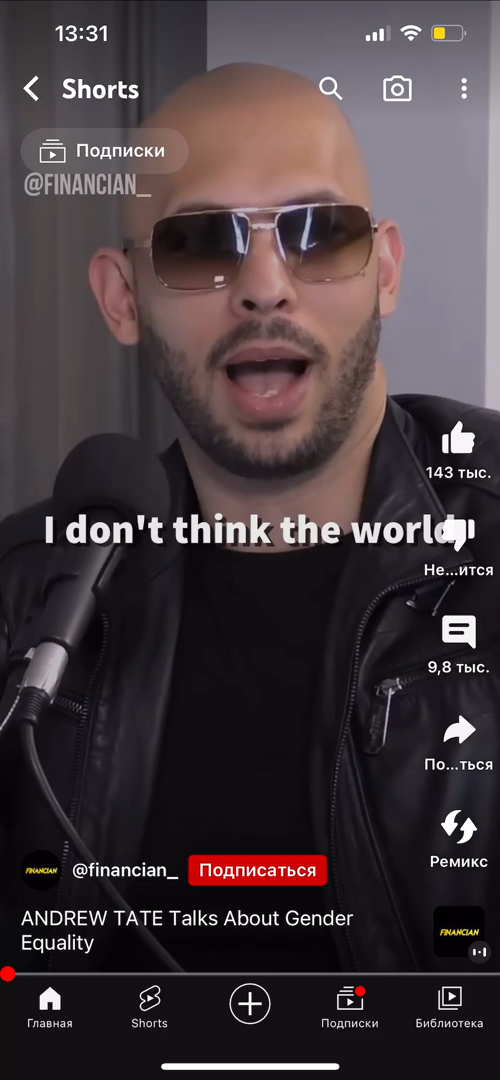 13:31
Shorts
Подписки
@FINANCIAN_
143 тыс.
I don't think the world
Не...ится
9,8 тыс.
По...ться
Ремикс
FINANCIAN
@financian_
Подписаться
ANDREW TATE Talks About Gender
Equality
FINANCIAN
Главная
Shorts
Подписки
Библиотека